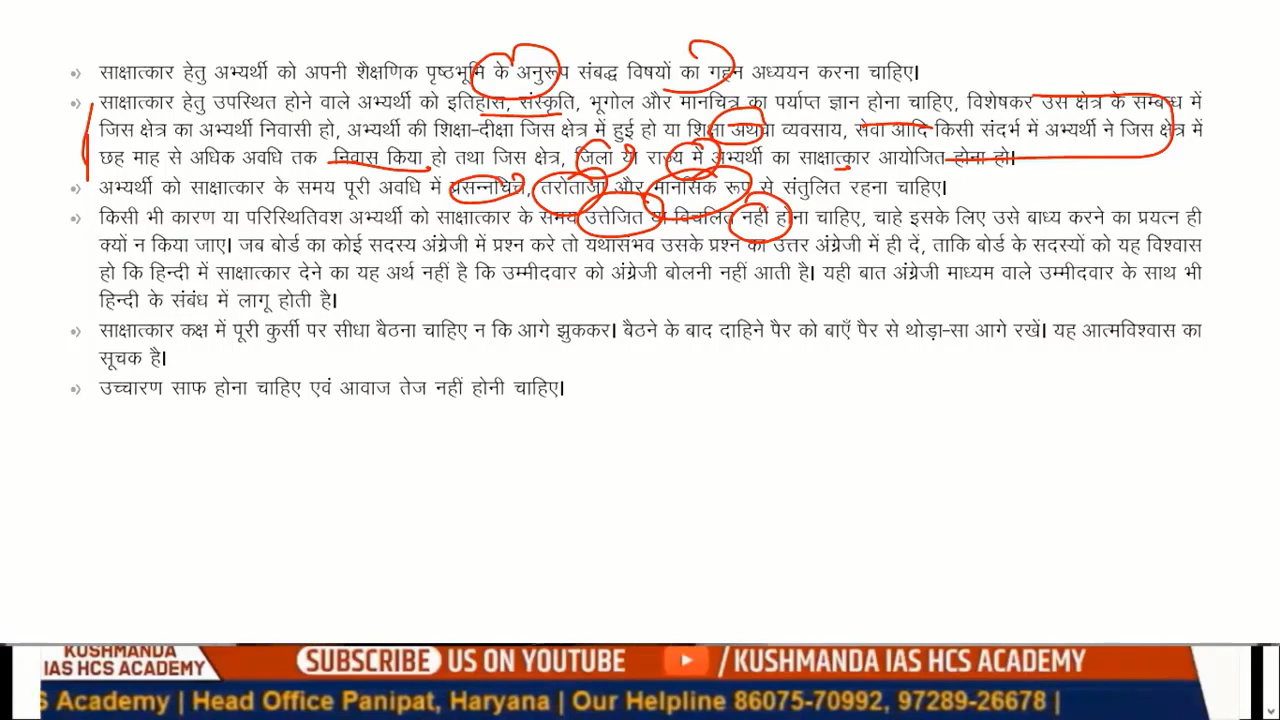 साक्षात्कार हेतु अभ्यर्थी को अपनी शैक्षणिक पृष्ठभूमि के अनुरूप संबद्ध विषयों का गहन अध्ययन करना चाहिए।
साक्षात्कार हेतु उपस्थित होने वाले अभ्यर्थी को इतिहास, संस्कृति, भूगोल और मानचित्र का पर्याप्त ज्ञान होना चाहिए, विशेषकर उस क्षेत्र के सम्बन्ध में
जिस क्षेत्र का अभ्यर्थी निवासी हो, अभ्यर्थी की शिक्षा-दीक्षा जिस क्षेत्र में हुई हो या शिक्षा अथवा व्यवसाय, सेवा आदि किसी संदर्भ में अभ्यर्थी ने जिस क्षेत्र में
छह माह से अधिक अवधि तक निवास किया हो तथा जिस क्षेत्र, जिला या राज्य में अभ्यर्थी का साक्षात्कार आयोजित होना हो।
अभ्यर्थी को साक्षात्कार के समय पूरी अवधि में प्रसन्नचित्त, तरोताजा और मानसिक रूप से संतुलित रहना चाहिए।
किसी भी कारण या परिस्थितिवश अभ्यर्थी को साक्षात्कार के समय उत्तेजित या विचलित नहीं होना चाहिए, चाहे इसके लिए उसे बाध्य करने का प्रयत्न ही
क्यों न किया जाए। जब बोर्ड का कोई सदस्य अंग्रेजी में प्रश्न करे तो यथासंभव उसके प्रश्न का उत्तर अंग्रेजी में ही दें, ताकि बोर्ड के सदस्यों को यह विश्वास
हो कि हिन्दी में साक्षात्कार देने का यह अर्थ नहीं है कि उम्मीदवार को अंग्रेजी बोलनी नहीं आती है। यही बात अंग्रेजी माध्यम वाले उम्मीदवार के साथ भी
हिन्दी के संबंध में लागू होती है।
साक्षात्कार कक्ष में पूरी कुर्सी पर सीधा बैठना चाहिए न कि आगे झुककर। बैठने के बाद दाहिने पैर को बाएँ पैर से थोड़ा-सा आगे रखें। यह आत्मविश्वास का
सूचक है।
उच्चारण साफ होना चाहिए एवं आवाज तेज नहीं होनी चाहिए।
KUSHMANDA
IAS HCS ACADEMY
SUBSCRIBE US ON YOUTUBE /KUSHMANDA IAS HCS ACADEMY
S Academy | Head Office Panipat, Haryana | Our Helpline 86075-70992, 97289-26678 |